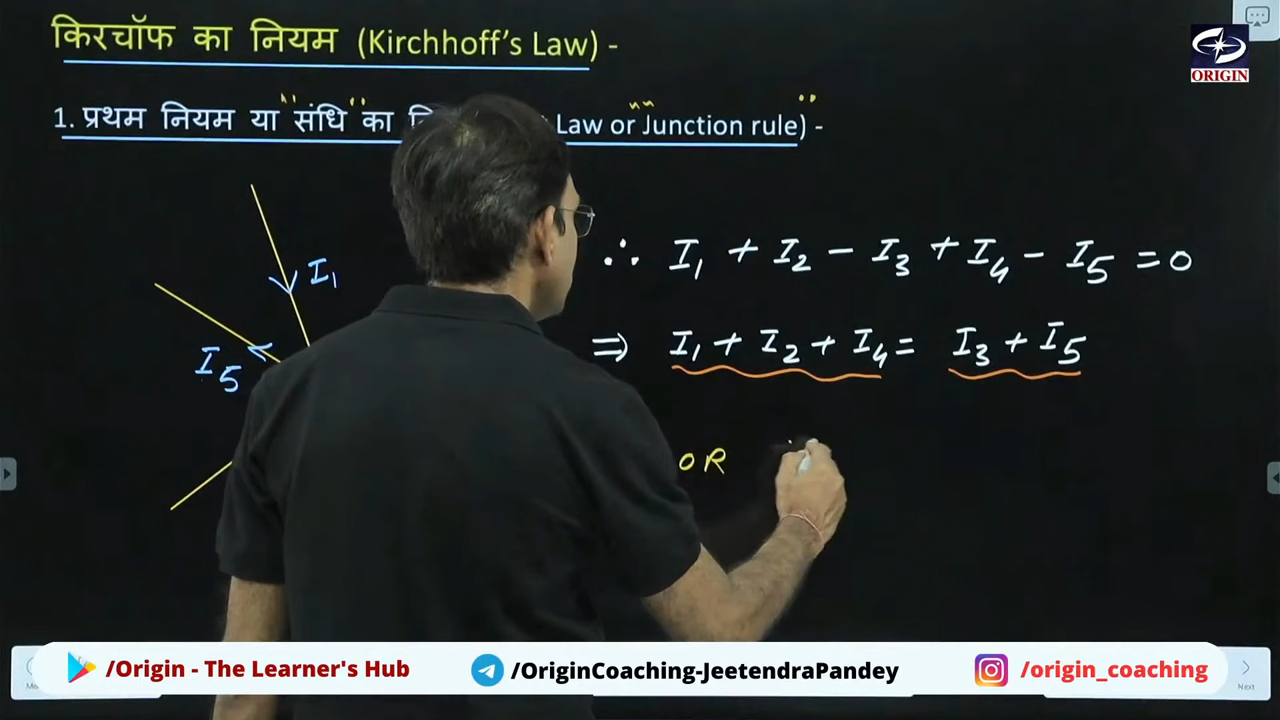 किरचॉफ का नियम (Kirchhoff's Law) -
ORIGIN
1. प्रथम नियम या "संधि" का Law or Junction rule) -
I₁
I₅
∴ I₁ + I₂ - I₃ + I₄ - I₅ = 0
⇒ I₁ + I₂ + I₄ = I₃ + I₅
OR
/Origin - The Learner's Hub
/OriginCoaching-JeetendraPandey
/origin_coaching
Next